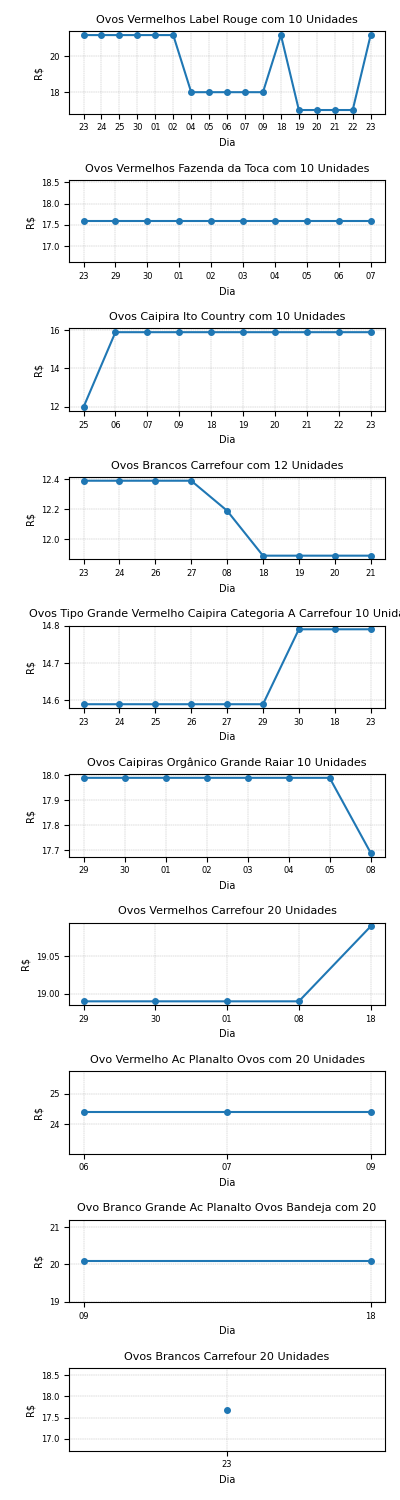 Ovos Vermelhos Label Rouge com 10 Unidades
20
18
R$
23 24 25 30 01 02 04 05 06 07 09 18 19 20 21 22 23
Dia
Ovos Vermelhos Fazenda da Toca com 10 Unidades
18.5
18.0
17.5
17.0
R$
23 29 30 01 02 03 04 05 06 07
Dia
Ovos Caipira Ito Country com 10 Unidades
16
14
12
R$
25 06 07 09 18 19 20 21 22 23
Dia
Ovos Brancos Carrefour com 12 Unidades
12.4
12.2
12.0
R$
23 24 26 27 08 18 19 20 21
Dia
Ovos Tipo Grande Vermelho Caipira Categoria A Carrefour 10 Unida
14.8
14.7
14.6
R$
23 24 25 26 27 29 30 18 23
Dia
Ovos Caipiras Orgânico Grande Raiar 10 Unidades
18.0
17.9
17.8
17.7
R$
29 30 01 02 03 04 05 08
Dia
Ovos Vermelhos Carrefour 20 Unidades
19.05
19.00
R$
29 30 01 08 18
Dia
Ovo Vermelho Ac Planalto Ovos com 20 Unidades
25
24
R$
06 07 09
Dia
Ovo Branco Grande Ac Planalto Ovos Bandeja com 20
21
20
19
R$
09 18
Dia
Ovos Brancos Carrefour 20 Unidades
18.5
18.0
17.5
17.0
R$
23
Dia